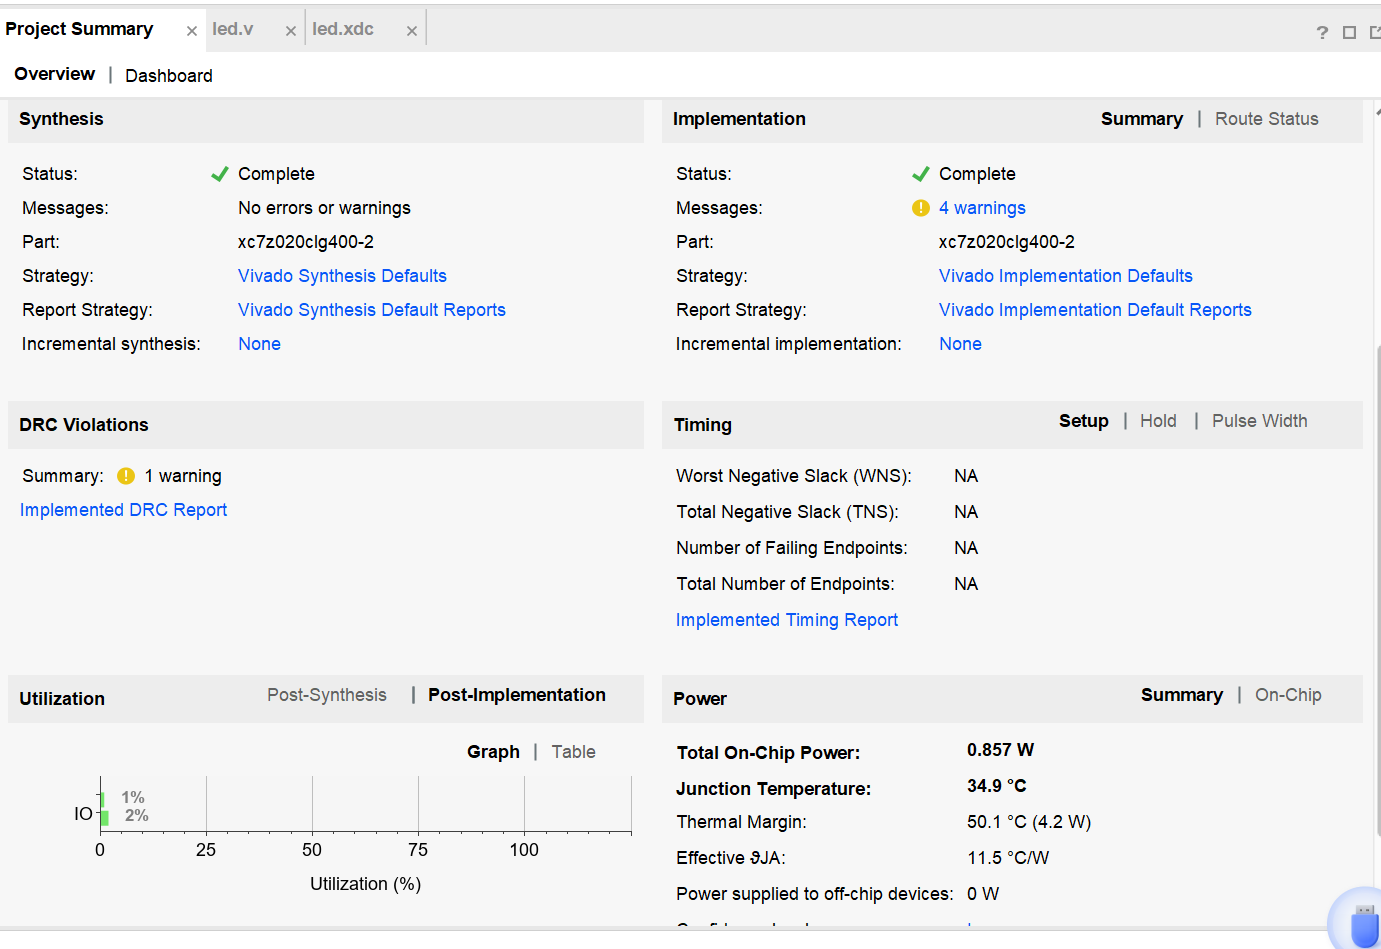 Project Summary × led.v × led.xdc × ?
Overview | Dashboard
Synthesis
Status: Complete
Messages: No errors or warnings
Part: xc7z020clg400-2
Strategy: Vivado Synthesis Defaults
Report Strategy: Vivado Synthesis Default Reports
Incremental synthesis: None
Implementation Summary | Route Status
Status: Complete
Messages: 4 warnings
Part: xc7z020clg400-2
Strategy: Vivado Implementation Defaults
Report Strategy: Vivado Implementation Default Reports
Incremental implementation: None
DRC Violations
Summary: 1 warning
Implemented DRC Report
Timing Setup | Hold | Pulse Width
Worst Negative Slack (WNS): NA
Total Negative Slack (TNS): NA
Number of Failing Endpoints: NA
Total Number of Endpoints: NA
Implemented Timing Report
Utilization Post-Synthesis | Post-Implementation
Graph | Table
1%
IO 2%
0 25 50 75 100
Utilization (%)
Power Summary | On-Chip
Total On-Chip Power: 0.857 W
Junction Temperature: 34.9 °C
Thermal Margin: 50.1 °C (4.2 W)
Effective ϑJA: 11.5 °C/W
Power supplied to off-chip devices: 0 W